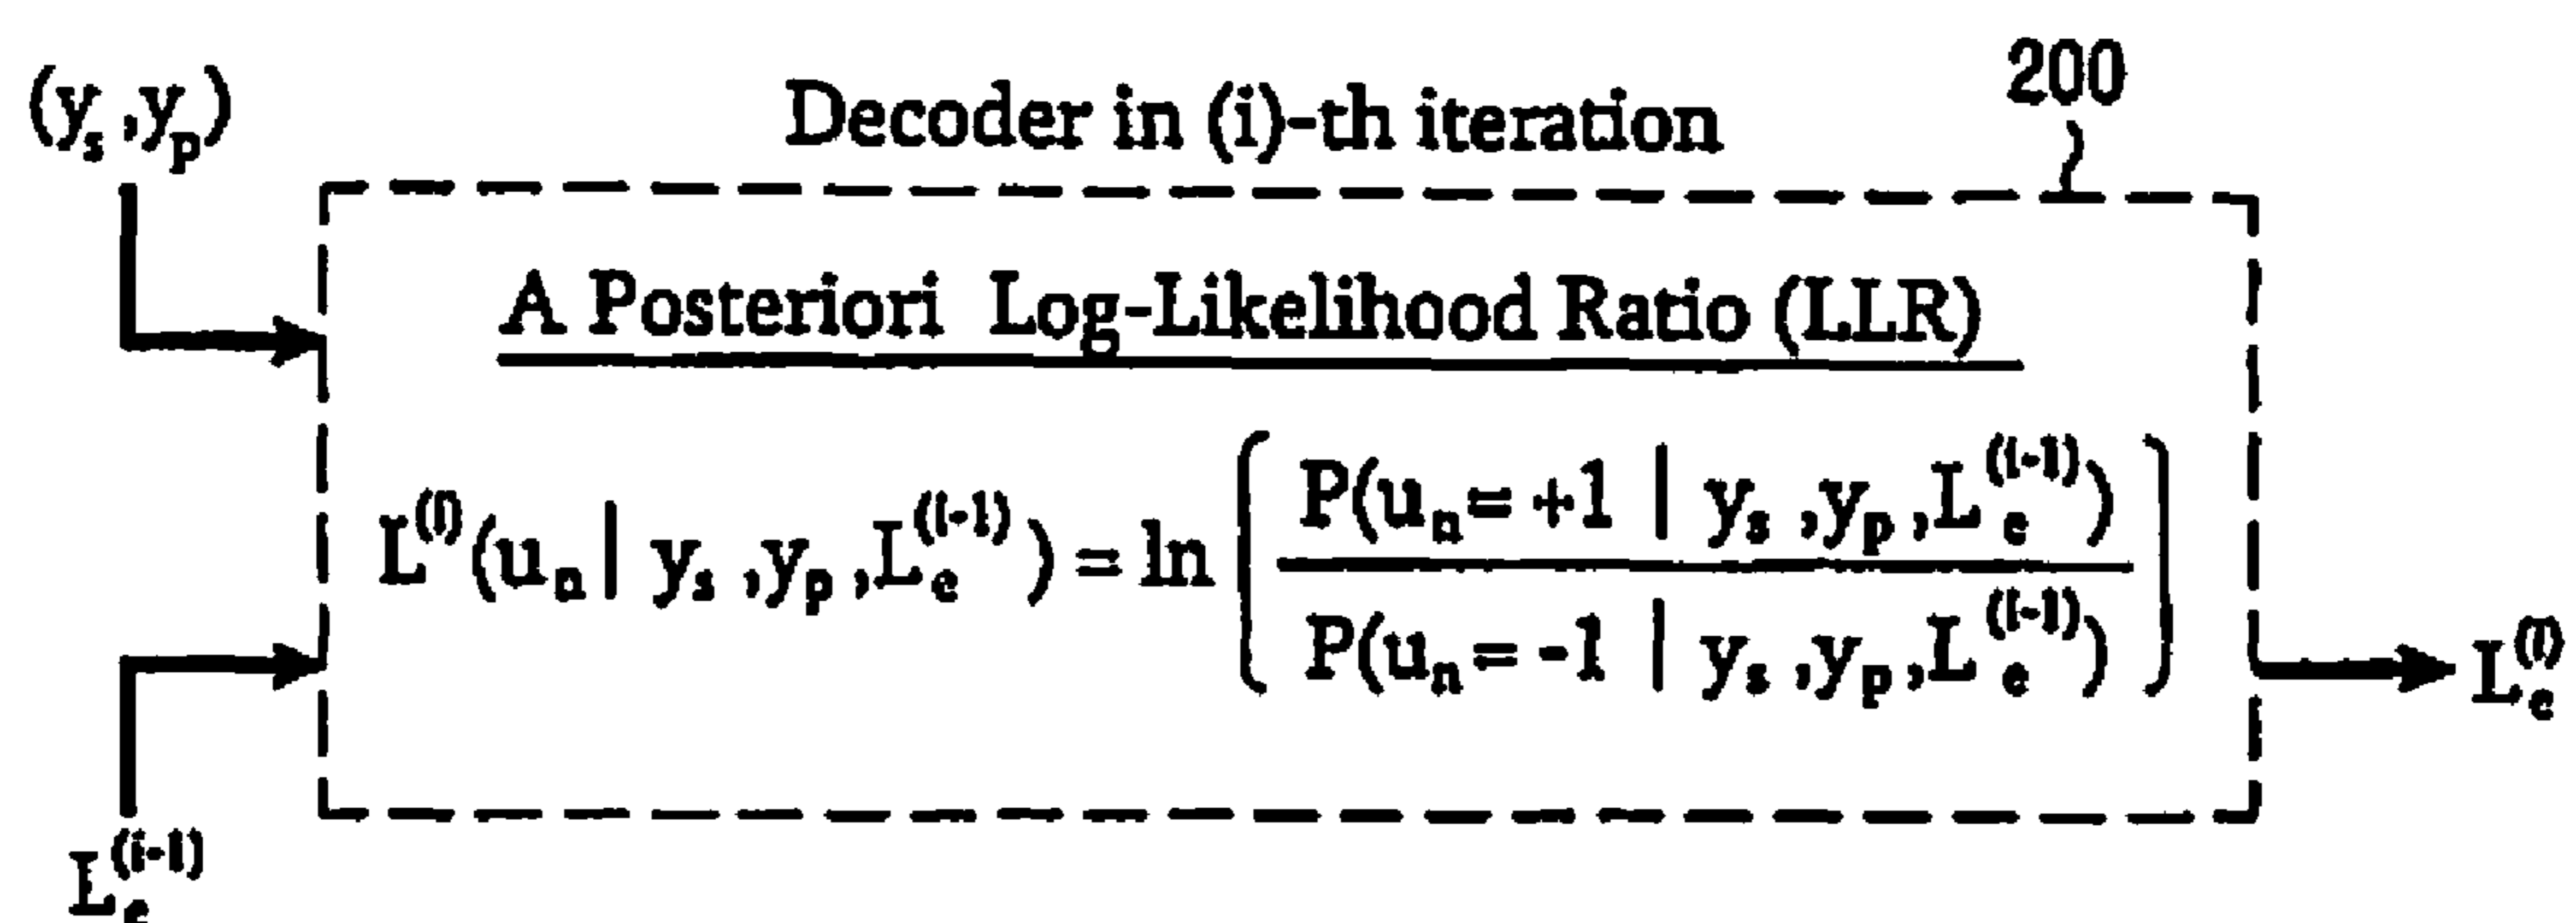 (y_s ,y_p)
Decoder in (i)-th iteration
200
A Posteriori Log-Likelihood Ratio (LLR)
L^(i)(u_n | y_s ,y_p ,L_e^(i-1)) = ln ( P(u_n= +1 | y_s ,y_p ,L_e^(i-1)) / P(u_n= -1 | y_s ,y_p ,L_e^(i-1)) )
L_e^(i)
L_e^(i-1)